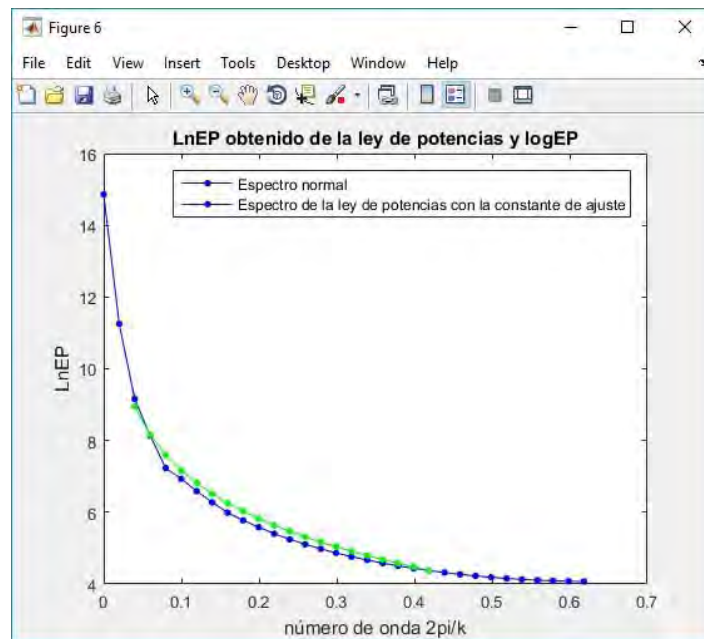 Figure 6
File Edit View Insert Tools Desktop Window Help
LnEP obtenido de la ley de potencias y logEP
Espectro normal
Espectro de la ley de potencias con la constante de ajuste
16
14
12
10
8
6
4
LnEP
0 0.1 0.2 0.3 0.4 0.5 0.6 0.7
número de onda 2pi/k